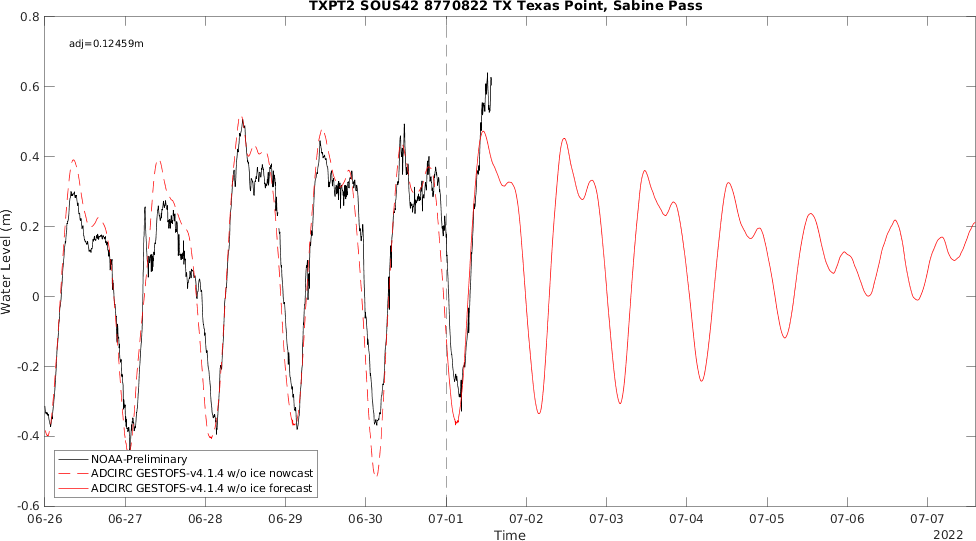 TXPT2 SOUS42 8770822 TX Texas Point, Sabine Pass
adj=0.12459m
0.8
0.6
0.4
0.2
0
-0.2
-0.4
-0.6
Water Level (m)
NOAA-Preliminary
ADCIRC GESTOFS-v4.1.4 w/o ice nowcast
ADCIRC GESTOFS-v4.1.4 w/o ice forecast
06-26 06-27 06-28 06-29 06-30 07-01 07-02 07-03 07-04 07-05 07-06 07-07
Time
2022